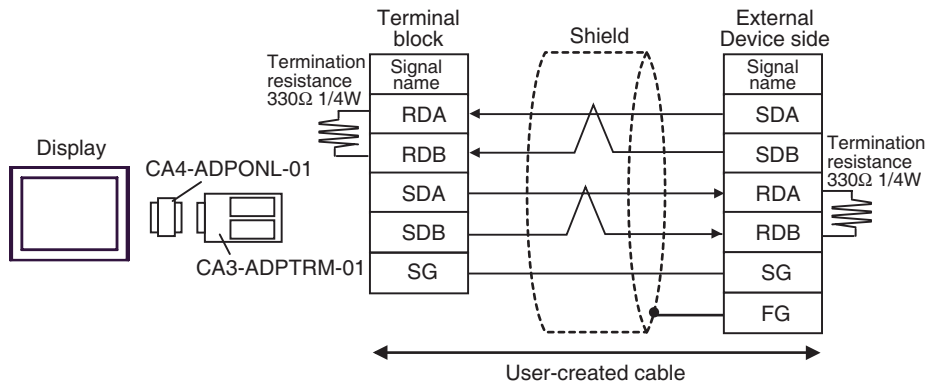 Terminal
block
Shield
External
Device side
Termination
resistance
330Ω 1/4W
Signal
name
Signal
name
RDA
SDA
RDB
SDB
Termination
resistance
330Ω 1/4W
Display
CA4-ADPONL-01
SDA
RDA
SDB
RDB
CA3-ADPTRM-01
SG
SG
FG
User-created cable